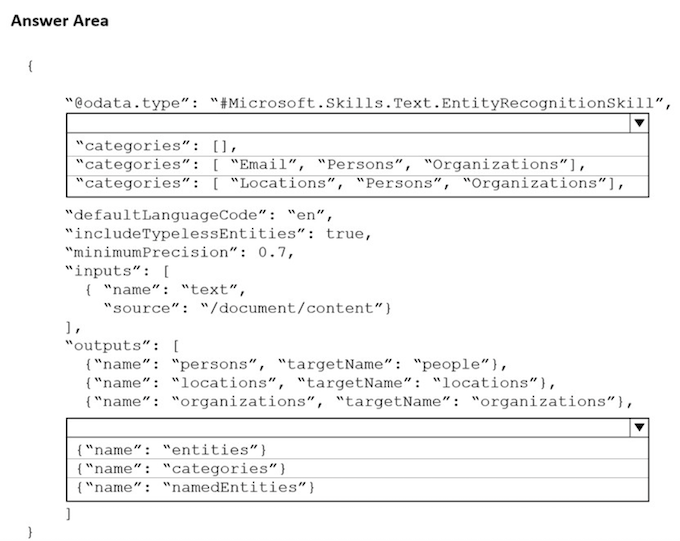 Answer Area
{
“@odata.type”: “#Microsoft.Skills.Text.EntityRecognitionSkill”,
“categories”: [],
“categories”: [ “Email”, “Persons”, “Organizations”],
“categories”: [ “Locations”, “Persons”, “Organizations”],
“defaultLanguageCode”: “en”,
“includeTypelessEntities”: true,
“minimumPrecision”: 0.7,
“inputs”: [
{ “name”: “text”,
“source”: “/document/content”}
],
“outputs”: [
{“name”: “persons”, “targetName”: “people”},
{“name”: “locations”, “targetName”: “locations”},
{“name”: “organizations”, “targetName”: “organizations”},
{“name”: “entities”}
{“name”: “categories”}
{“name”: “namedEntities”}
]
}